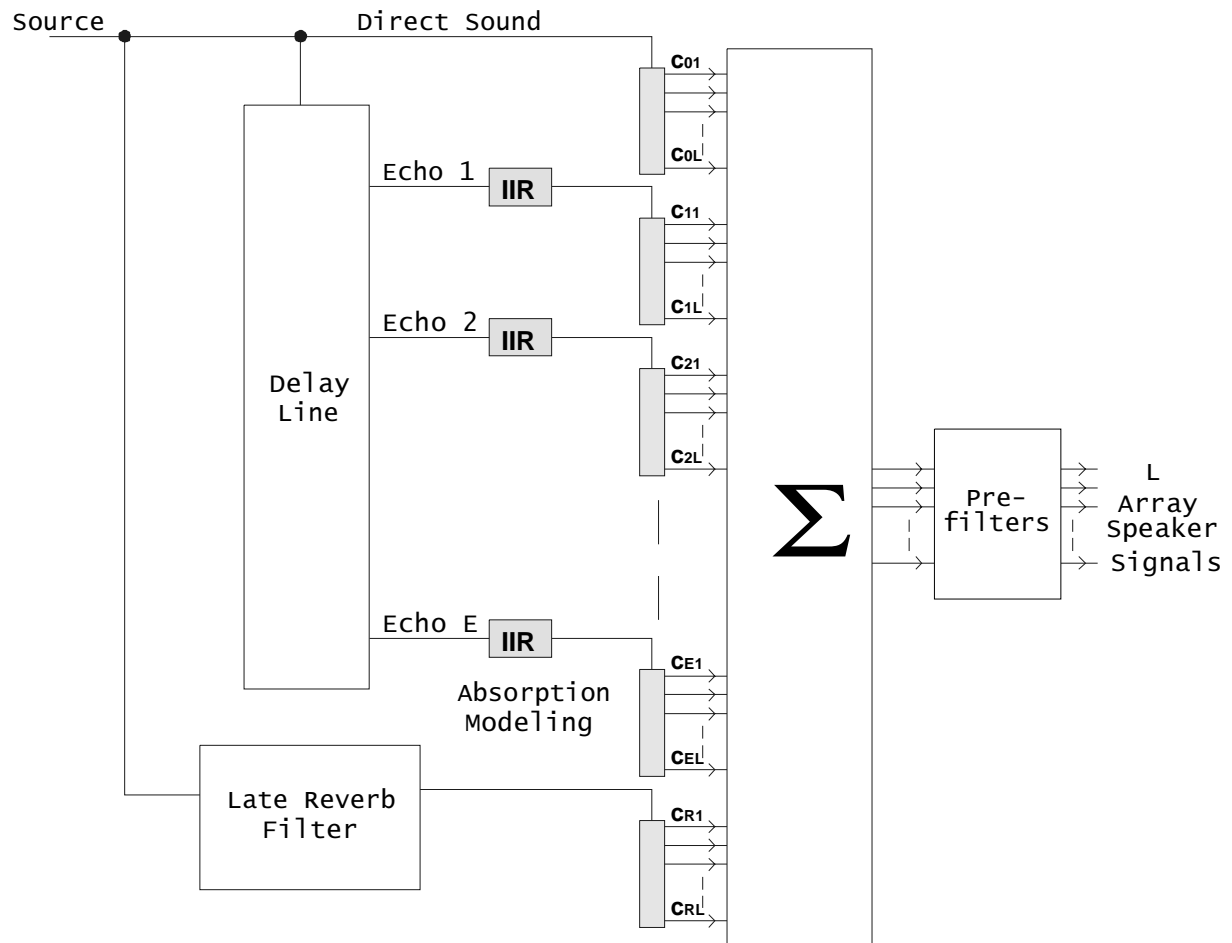 Source
Direct Sound
C01
C0L
Echo 1
IIR
C11
C1L
Echo 2
IIR
C21
C2L
Delay
Line
Σ
Pre-
filters
L
Array
Speaker
Signals
Echo E
IIR
CE1
CEL
Absorption
Modeling
Late Reverb
Filter
CR1
CRL